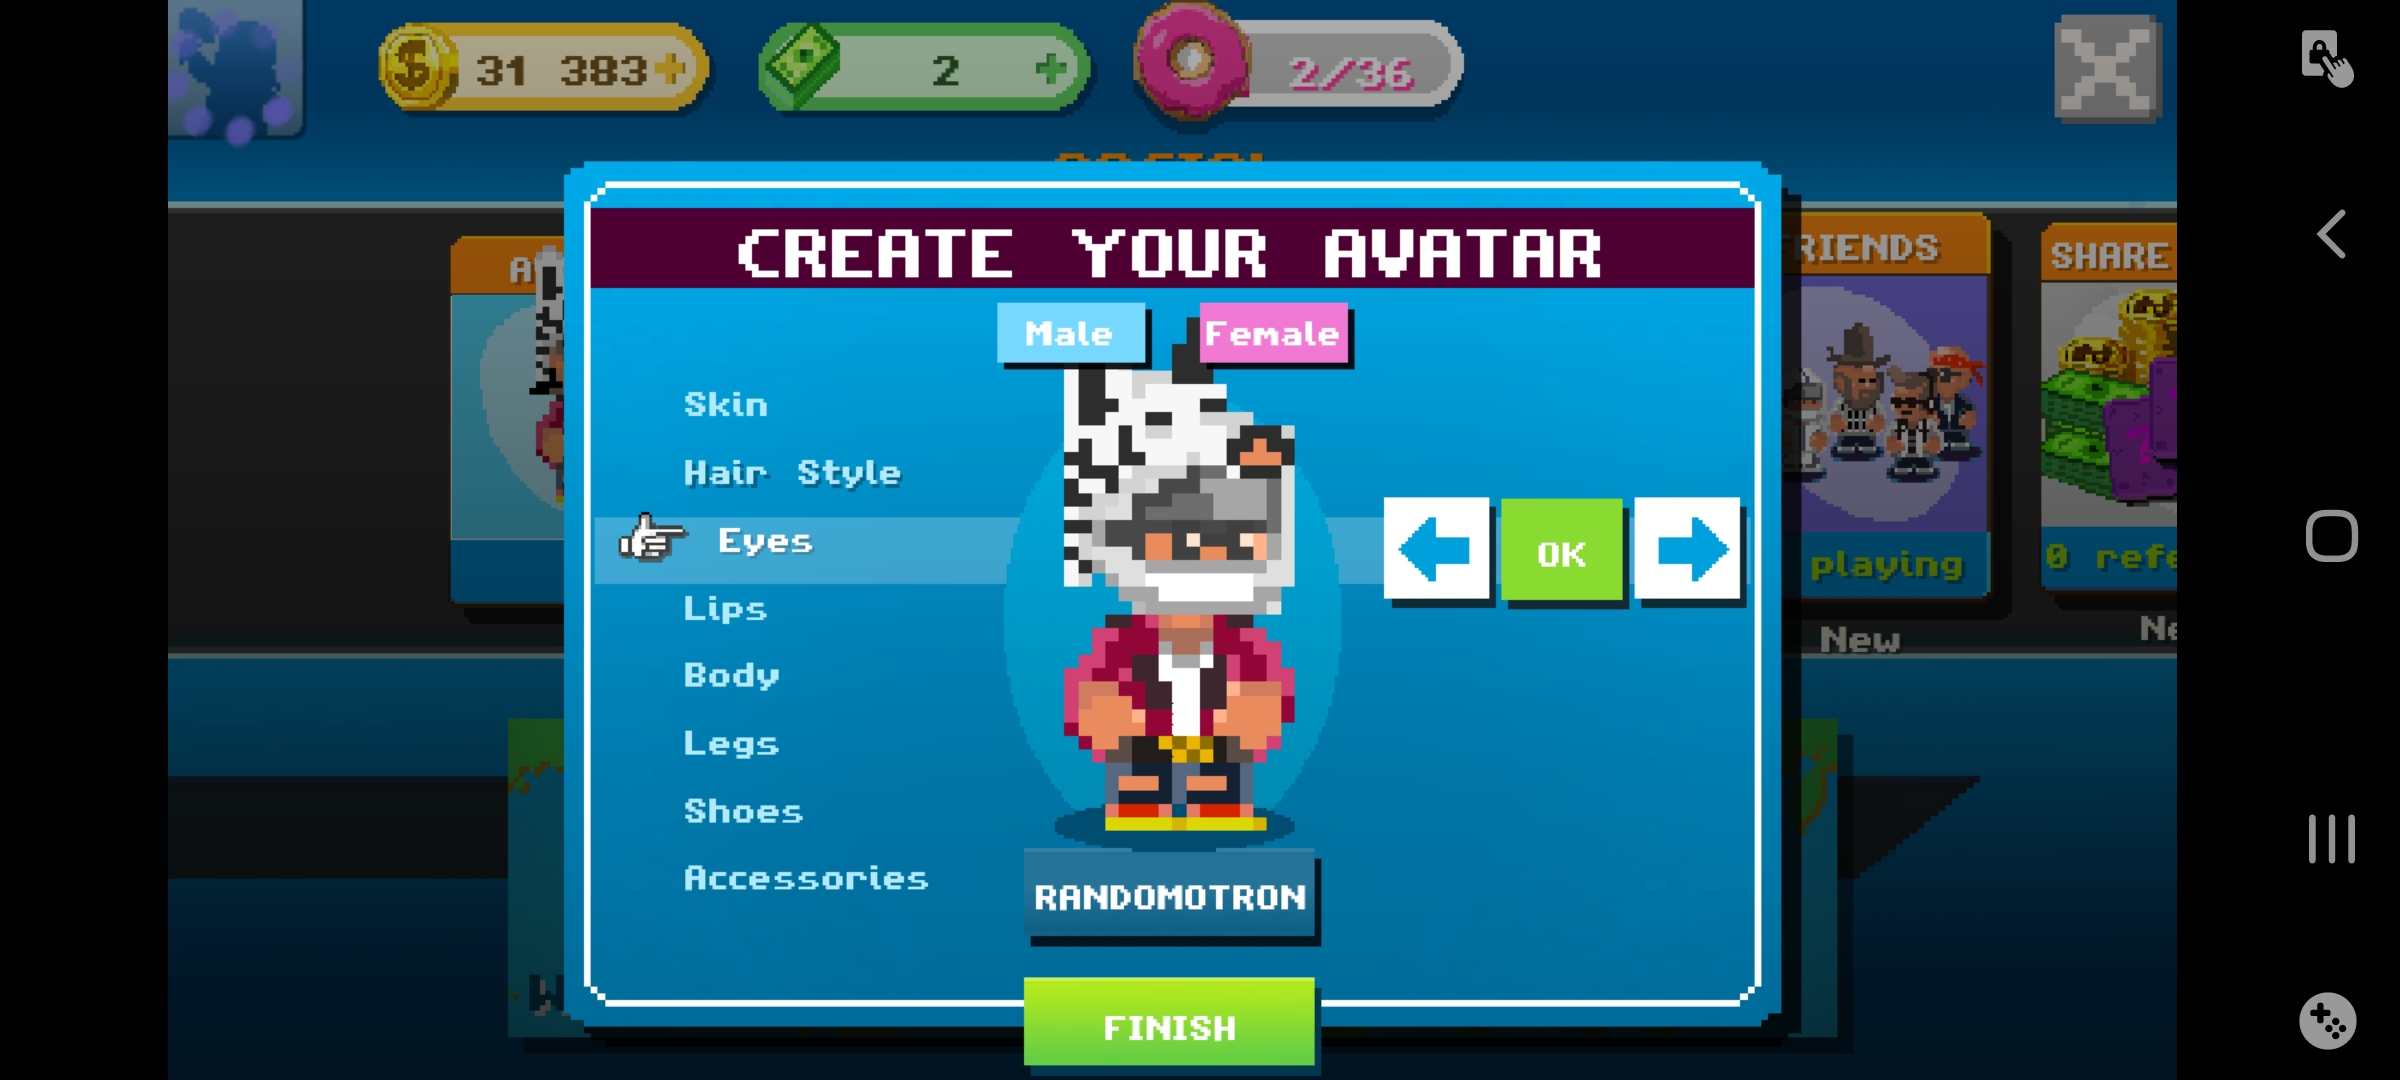 31 383
2
2/36
CREATE YOUR AVATAR
Male
Female
Skin
Hair Style
Eyes
Lips
Body
Legs
Shoes
Accessories
OK
RANDOMOTRON
FINISH
RIENDS
playing
New
SHARE
0 refe
Ne